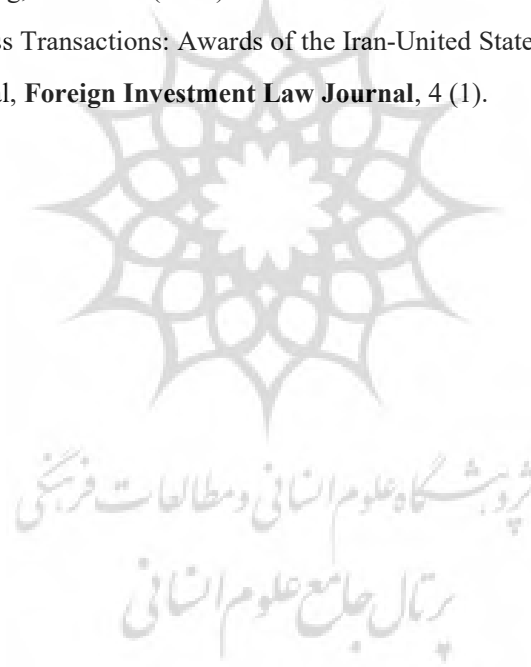 ss Transactions: Awards of the Iran-United State
al, Foreign Investment Law Journal, 4 (1).
پژوهشگاه علوم انسانی و مطالعات فرهنگی
پرتال جامع علوم انسانی